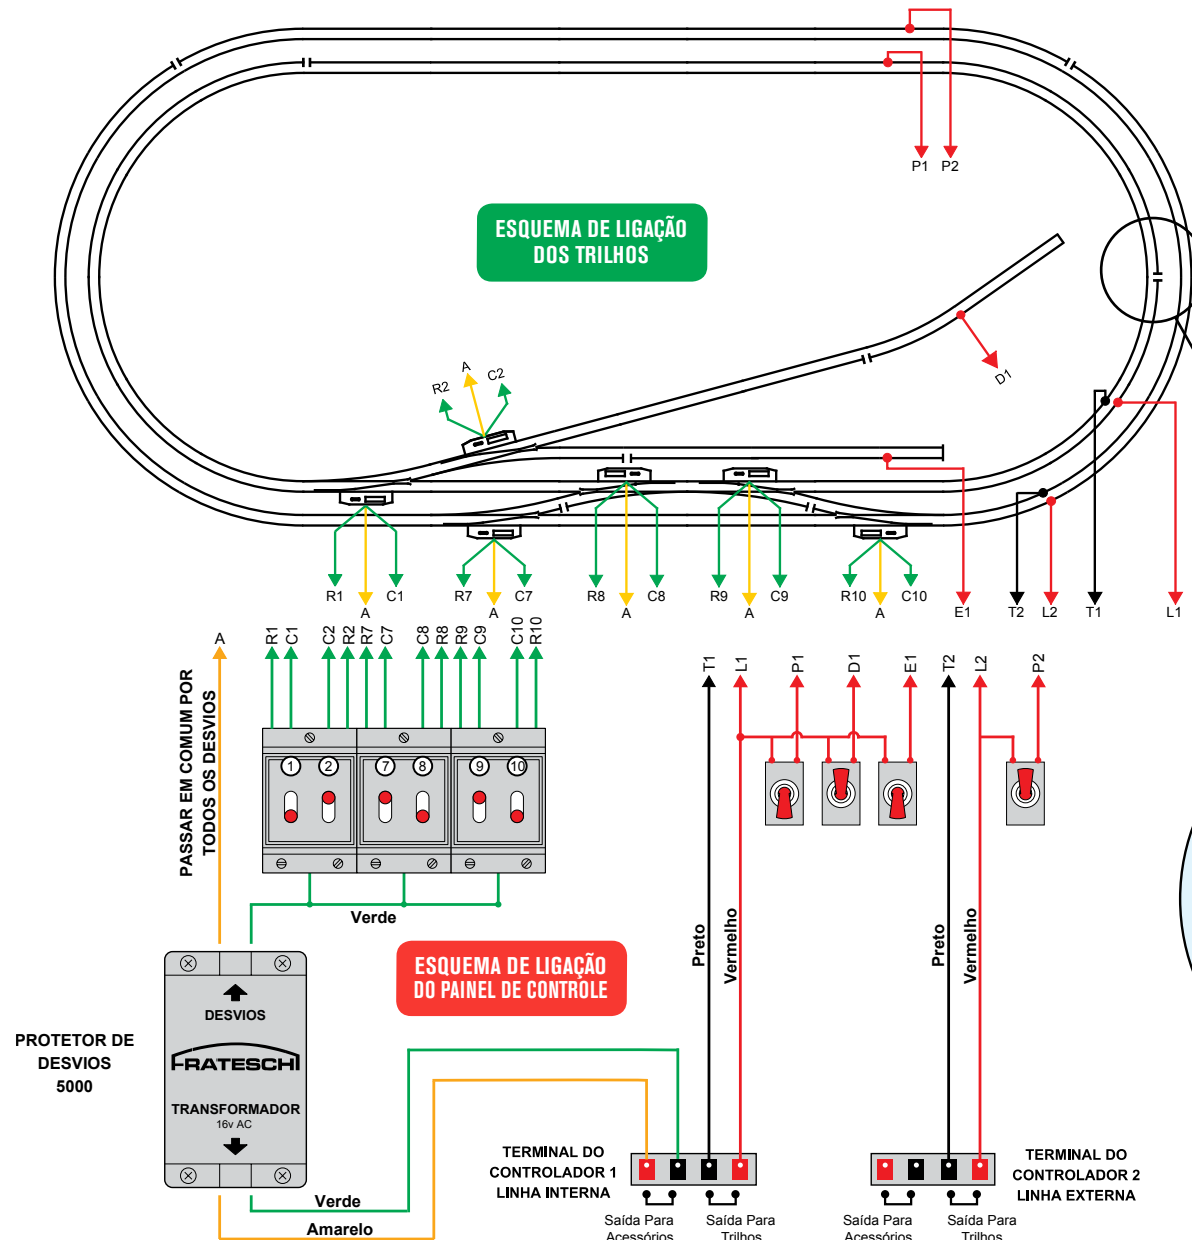 P1 P2
ESQUEMA DE LIGAÇÃO
DOS TRILHOS
D1
R2 A C2
R1 A C1
R7 A C7
R8 A C8
R9 A C9
R10 A C10
E1
T2 L2
T1
L1
A
R1 C1 C2 R2 R7 C7 C8 R8 R9 C9 C10 R10
T1 L1 P1 D1 E1 T2 L2 P2
PASSAR EM COMUM POR
TODOS OS DESVIOS
1 2 7 8 9 10
Verde
Preto
Vermelho
Preto
Vermelho
ESQUEMA DE LIGAÇÃO
DO PAINEL DE CONTROLE
PROTETOR DE
DESVIOS
5000
DESVIOS
FRATESCHI
TRANSFORMADOR
16v AC
Verde
Amarelo
TERMINAL DO
CONTROLADOR 1
LINHA INTERNA
Saída Para
Acessórios
Saída Para
Trilhos
TERMINAL DO
CONTROLADOR 2
LINHA EXTERNA
Saída Para
Acessórios
Saída Para
Trilhos